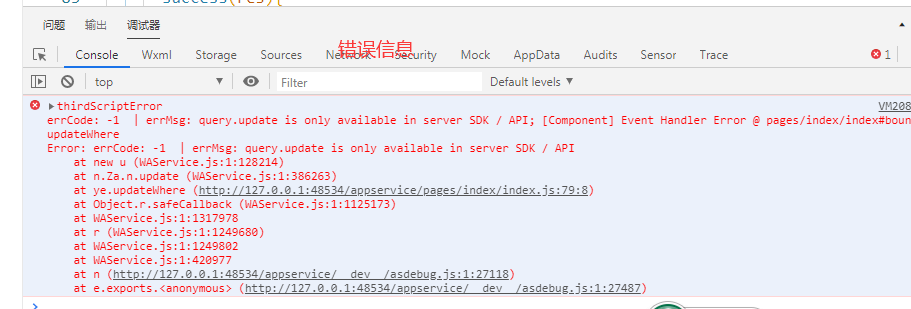 success(res){
问题 输出 调试器
Console Wxml Storage Sources Network Security Mock AppData Audits Sensor Trace 1
错误信息
top Filter Default levels
thirdScriptError VM208
errCode: -1 | errMsg: query.update is only available in server SDK / API; [Component] Event Handler Error @ pages/index/index#boun
updateWhere
Error: errCode: -1 | errMsg: query.update is only available in server SDK / API
at new u (WAService.js:1:128214)
at n.Za.n.update (WAService.js:1:386263)
at ye.updateWhere (http://127.0.0.1:48534/appservice/pages/index/index.js:79:8)
at Object.r.safeCallback (WAService.js:1:1125173)
at WAService.js:1:1317978
at r (WAService.js:1:1249680)
at WAService.js:1:1249802
at WAService.js:1:420977
at n (http://127.0.0.1:48534/appservice/__dev__/asdebug.js:1:27118)
at e.exports.<anonymous> (http://127.0.0.1:48534/appservice/__dev__/asdebug.js:1:27487)